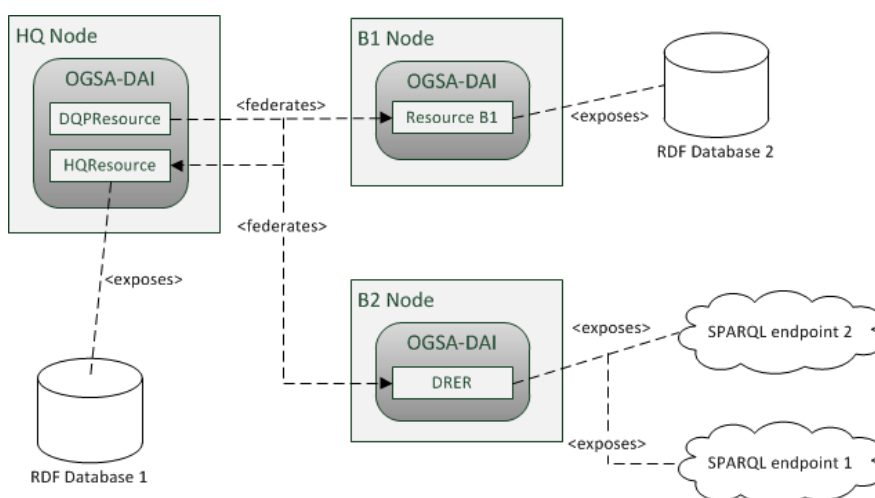 HQ Node
OGSA-DAI
DQPResource
HQResource
<federates>
B1 Node
OGSA-DAI
Resource B1
<exposes>
RDF Database 2
<federates>
<exposes>
RDF Database 1
B2 Node
OGSA-DAI
DRER
<exposes>
SPARQL endpoint 2
<exposes>
SPARQL endpoint 1